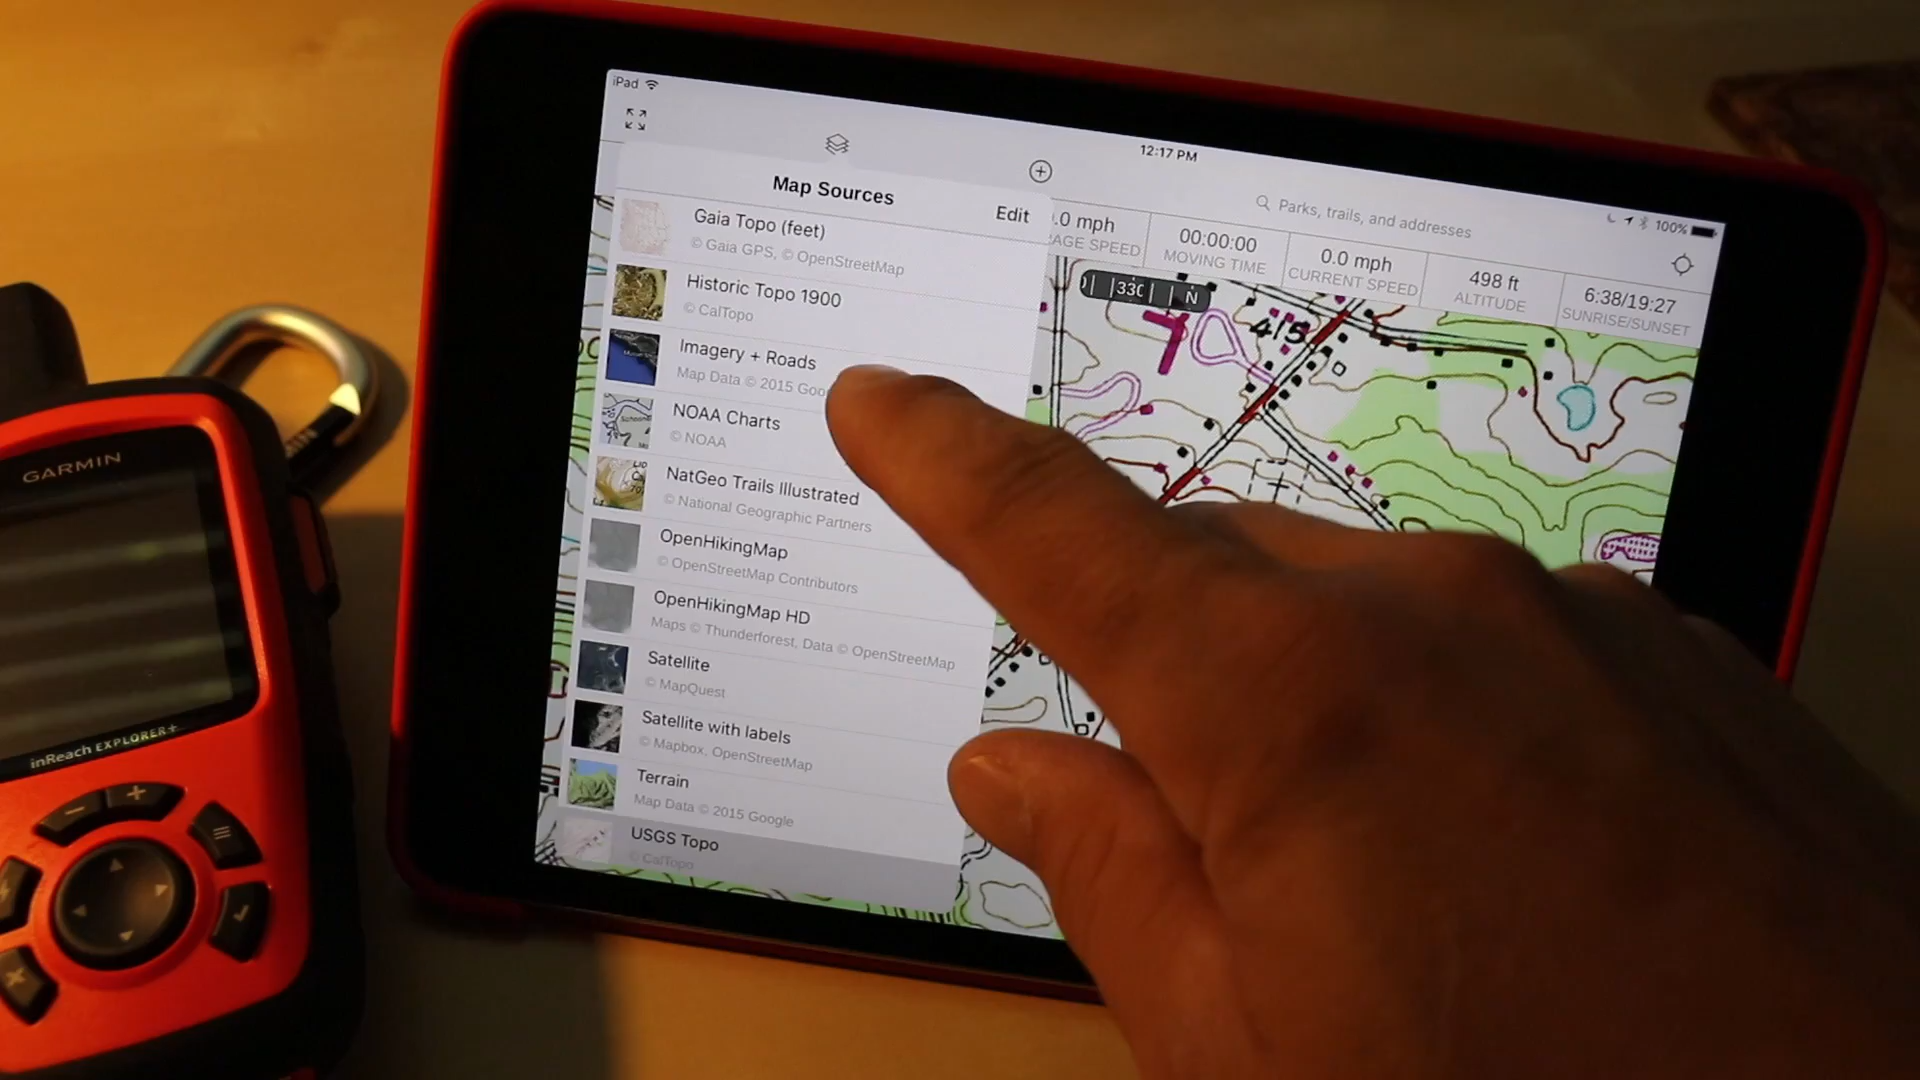 iPad
12:17 PM
100%
Map Sources
Edit
Parks, trails, and addresses
Gaia Topo (feet)
© Gaia GPS, © OpenStreetMap
Historic Topo 1900
© CalTopo
Imagery + Roads
Map Data © 2015
NOAA Charts
© NOAA
NatGeo Trails Illustrated
© National Geographic Partners
OpenHikingMap
© OpenStreetMap Contributors
OpenHikingMap HD
Maps © Thunderforest, Data © OpenStreetMap
Satellite
© MapQuest
Satellite with labels
© Mapbox, OpenStreetMap
Terrain
Map Data © 2015 Google
USGS Topo
© CalTopo
.0 mph
AGE SPEED
00:00:00
MOVING TIME
0.0 mph
CURRENT SPEED
498 ft
ALTITUDE
6:38/19:27
SUNRISE/SUNSET
330 N
415
GARMIN
inReach EXPLORER+